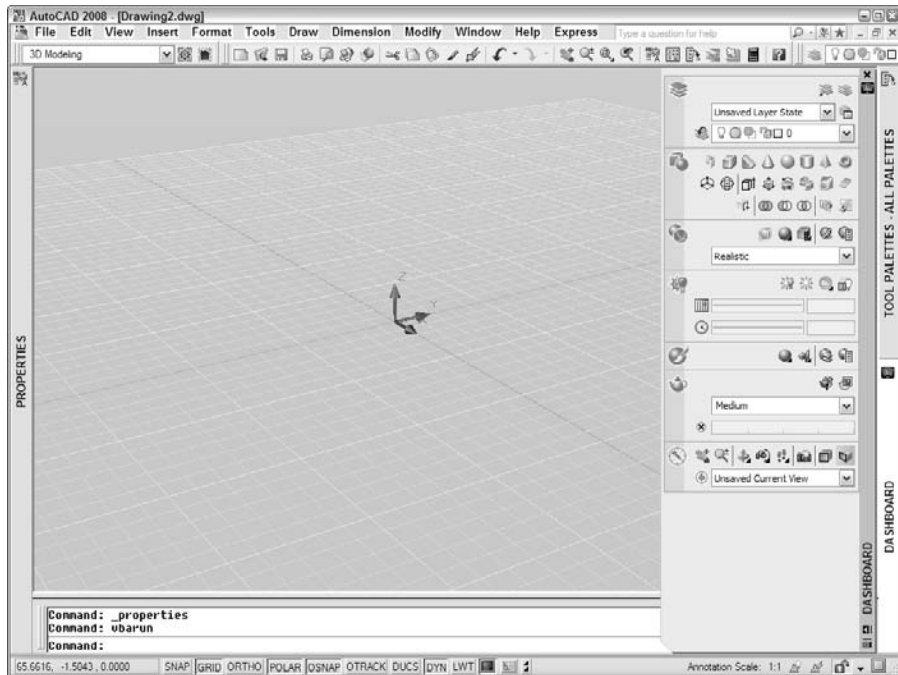 AutoCAD 2008 - [Drawing2.dwg]
File Edit View Insert Format Tools Draw Dimension Modify Window Help Express Type a question for help
3D Modeling
Unsaved Layer State
0
Realistic
Medium
Unsaved Current View
Z
Y
PROPERTIES
TOOL PALETTES - ALL PALETTES
DASHBOARD
DASHBOARD
Command: _properties
Command: vbarun
Command:
65.6616, -1.5043, 0.0000 SNAP GRID ORTHO POLAR OSNAP OTRACK DUCS DYN LWT Annotation Scale: 1:1